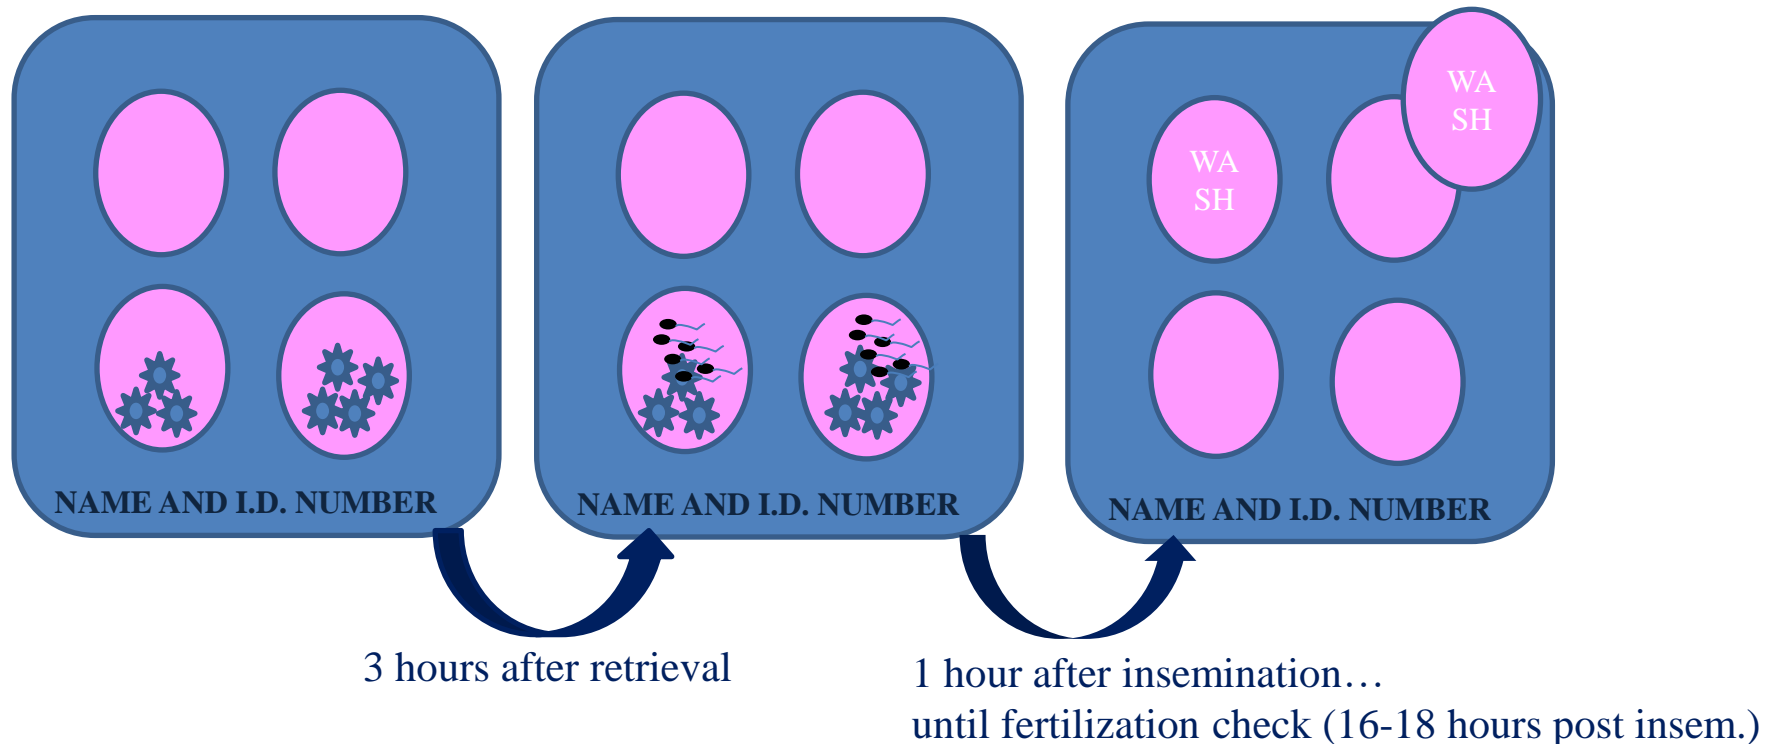 WA
SH
WA
SH
NAME AND I.D. NUMBER
NAME AND I.D. NUMBER
NAME AND I.D. NUMBER
3 hours after retrieval
1 hour after insemination…
until fertilization check (16-18 hours post insem.)